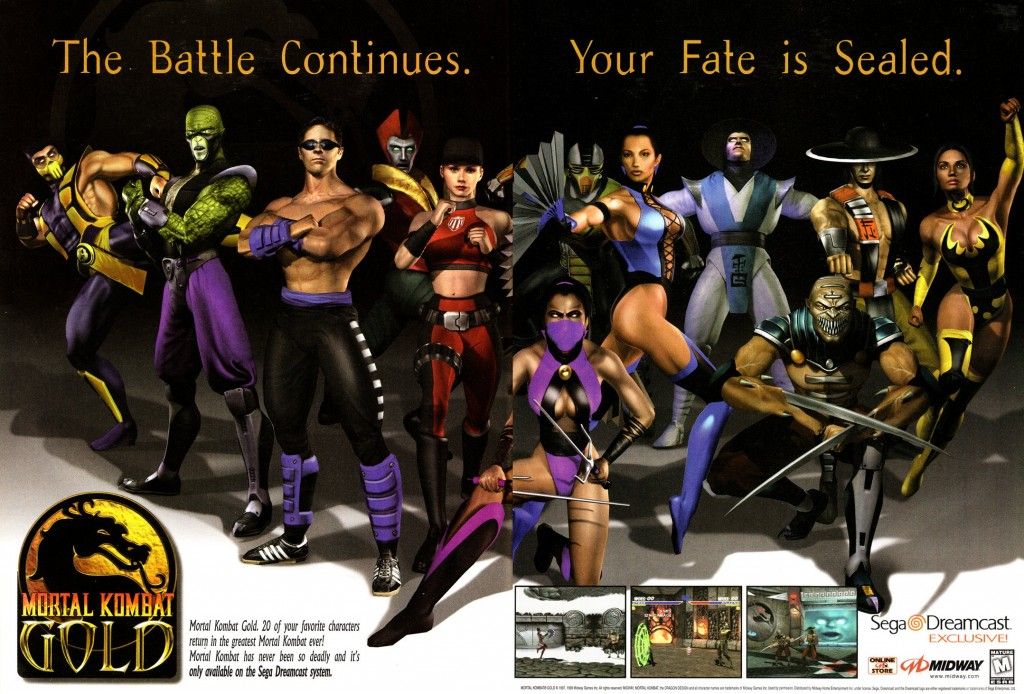 The Battle Continues.
Your Fate is Sealed.
MORTAL KOMBAT
GOLD
Mortal Kombat Gold. 20 of your favorite characters
return in the greatest Mortal Kombat ever!
Mortal Kombat has never been so deadly and it's
only available on the Sega Dreamcast system.
Sega Dreamcast.
EXCLUSIVE!
ONLINE
STORE
MIDWAY
www.midway.com
MATURE
M
ESRB